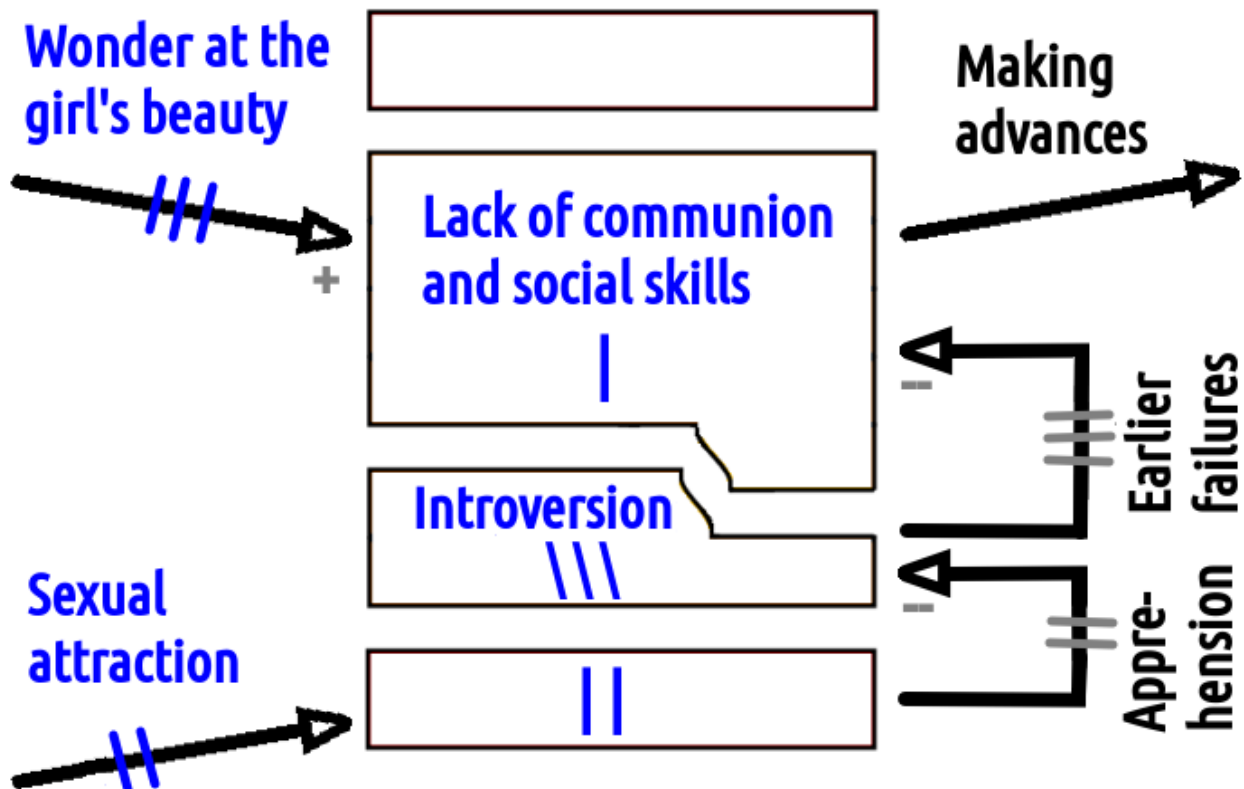 Wonder at the
girl's beauty
+
Making
advances
Lack of communion
and social skills
|
--
Earlier
failures
Introversion
\\\
--
Appre-
hension
Sexual
attraction
||